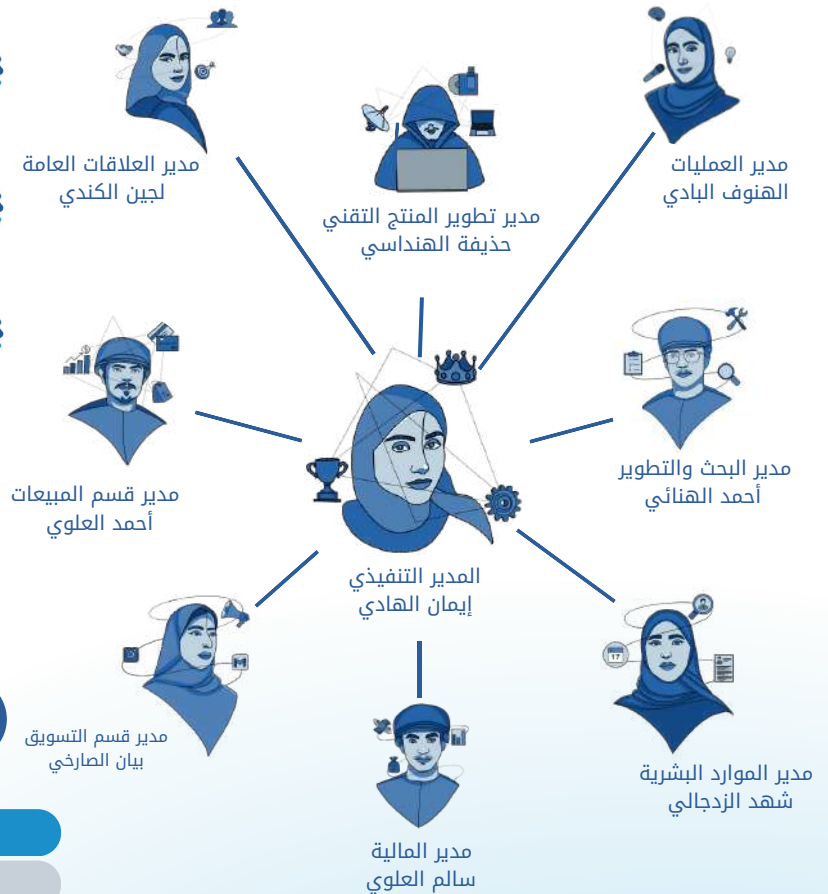 مدير العمليات
الهنوف البادي
مدير تطوير المنتج التقني
حذيفة الهنداسي
مدير العلاقات العامة
لجين الكندي
مدير البحث والتطوير
أحمد الهنائي
المدير التنفيذي
إيمان الهادي
مدير قسم المبيعات
أحمد العلوي
مدير الموارد البشرية
شهد الزدجالي
17
مدير المالية
سالم العلوي
مدير قسم التسويق
بيان الصارخي